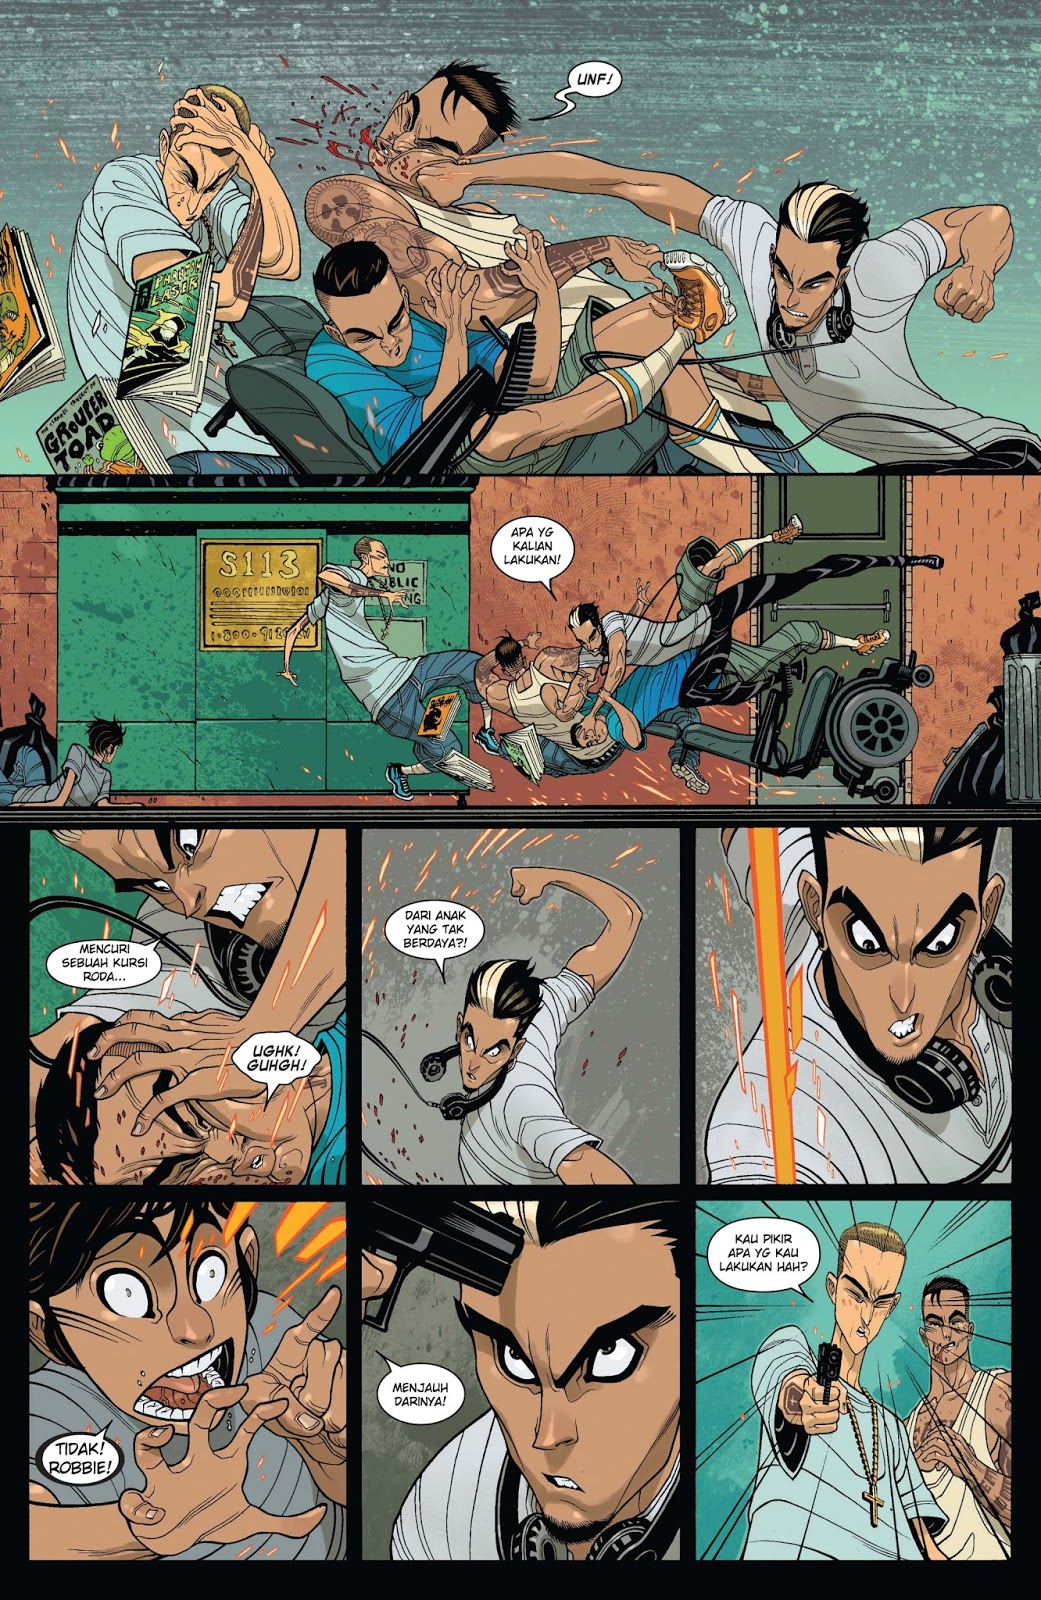 UNF!
PHANTOM
LASER
GROUPER
TOAD
S113
NO
APA YG
KALIAN
LAKUKAN!
MENCURI
SEBUAH KURSI
RODA...
UGHK!
GUHGH!
DARI ANAK
YANG TAK
BERDAYA?!
TIDAK!
ROBBIE!
MENJAUH
DARINYA!
KAU PIKIR
APA YG KAU
LAKUKAN HAH?